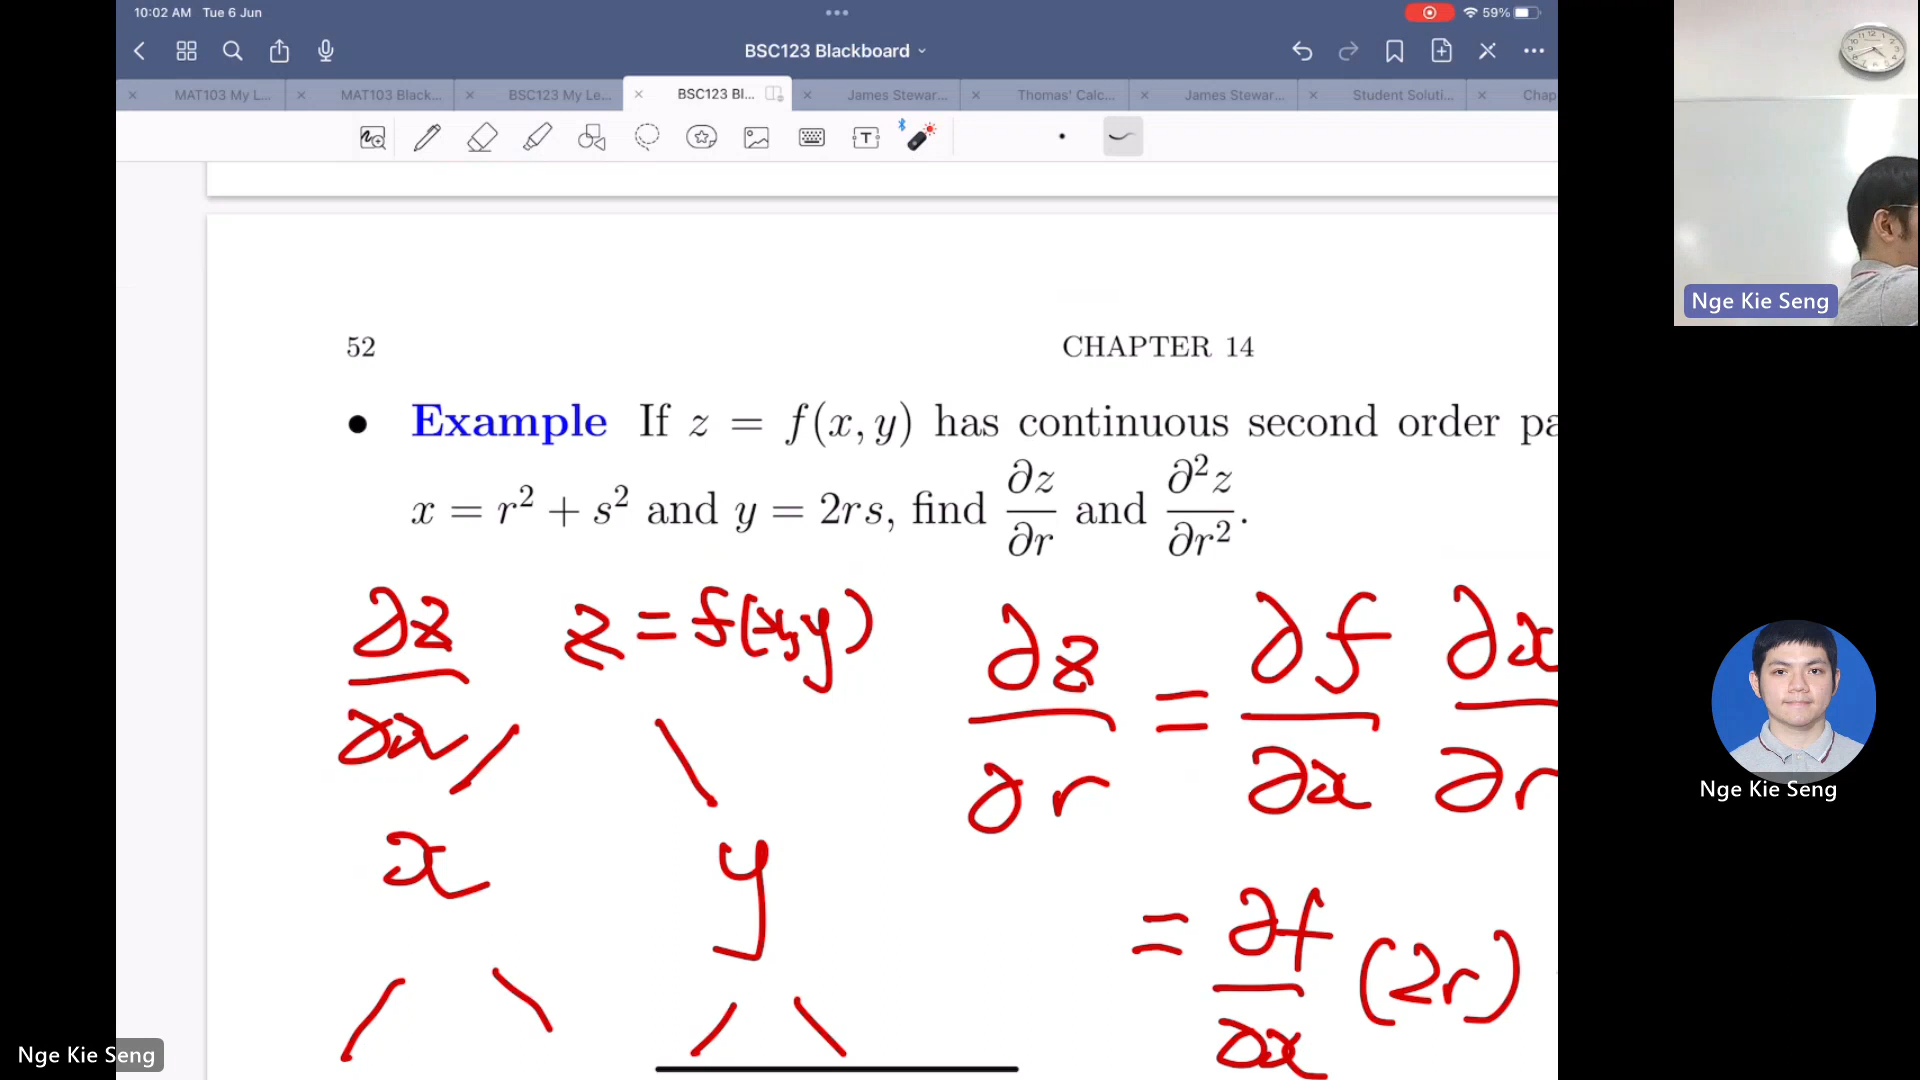 10:02 AM Tue 6 Jun
59%
BSC123 Blackboard
MAT103 My L...
MAT103 Black...
BSC123 My Le...
BSC123 Bl...
James Stewar...
Thomas' Calc...
James Stewar...
Student Soluti...
Chap
T
52 CHAPTER 14
• Example If z = f(x, y) has continuous second order pa
x = r² + s² and y = 2rs, find ∂z/∂r and ∂²z/∂r².
∂z/∂x z = f(x,y) ∂z/∂r = ∂f/∂x ∂x/∂r
x y
= ∂f/∂x (2r)
Nge Kie Seng
Nge Kie Seng
Nge Kie Seng